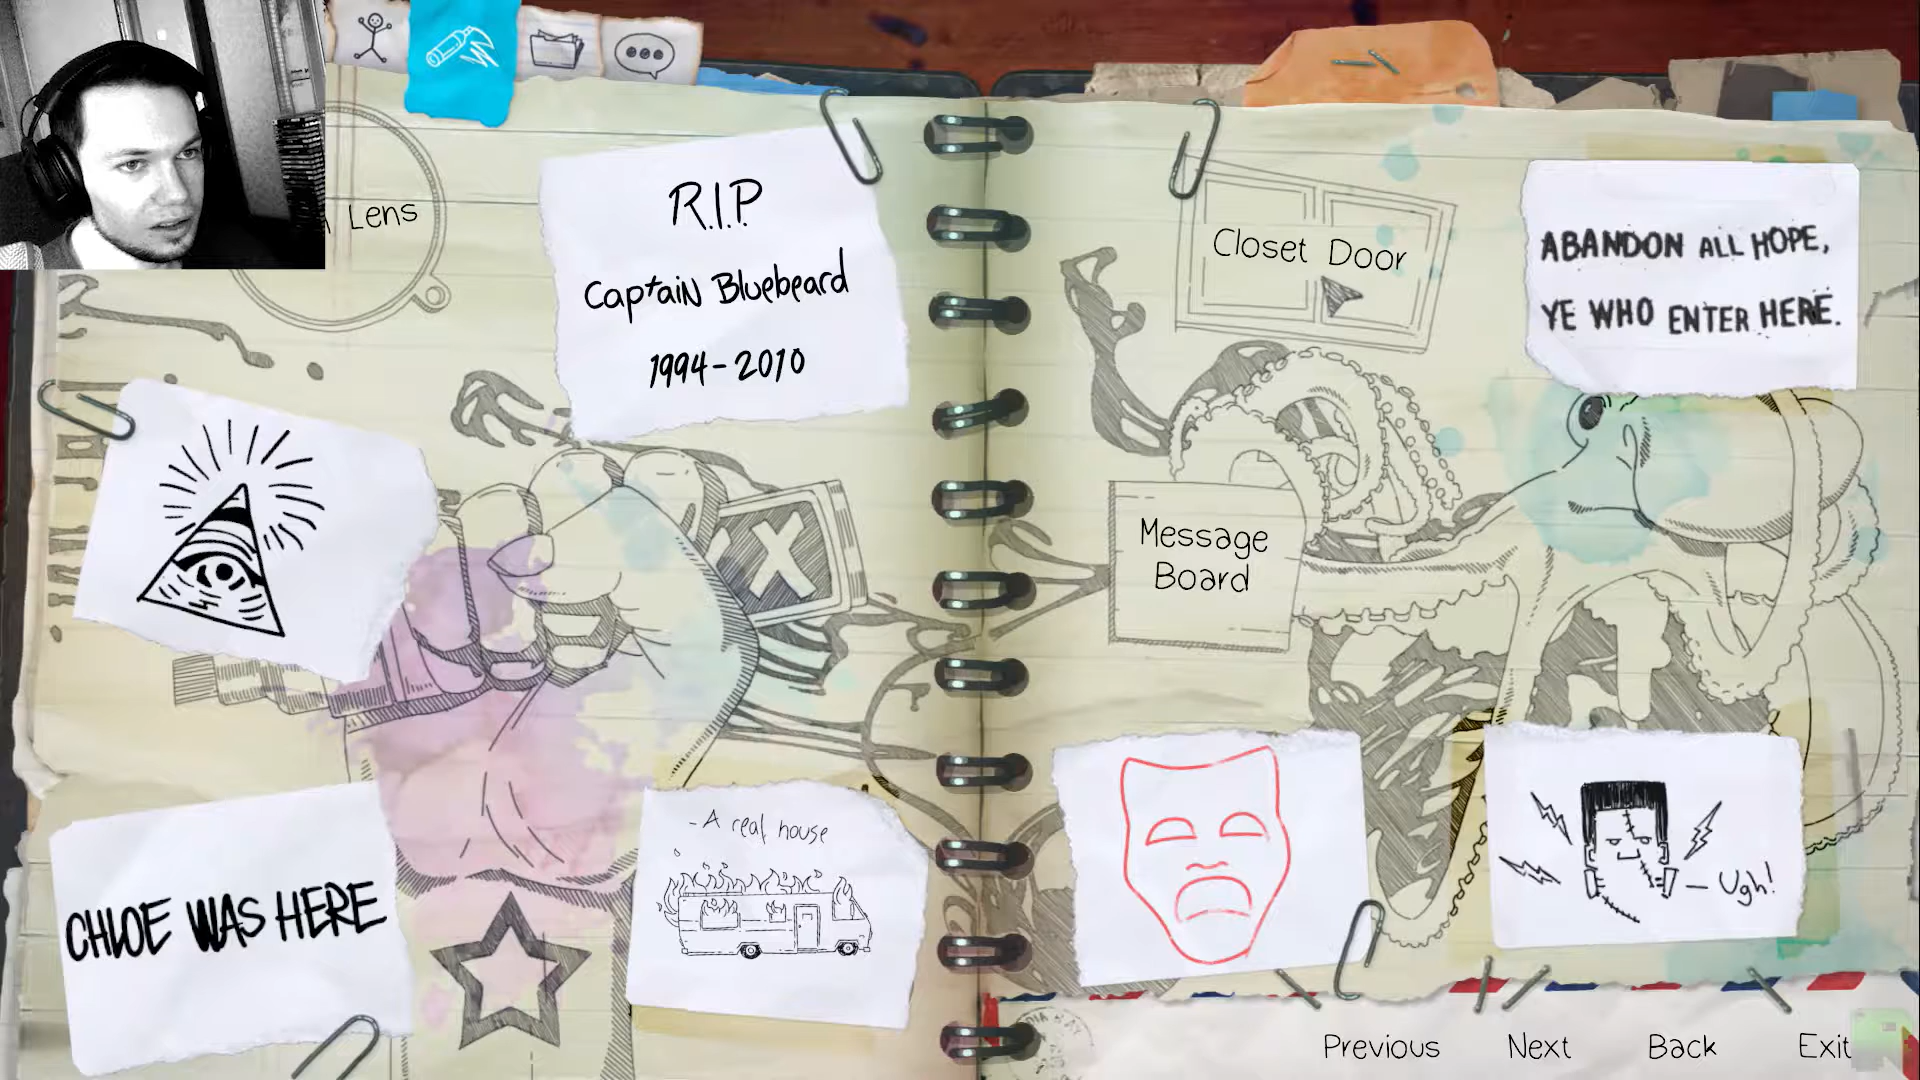 Lens
R.I.P
Captain Bluebeard
1994-2010
CHLOE WAS HERE
-A real house
Closet Door
ABANDON ALL HOPE,
YE WHO ENTER HERE.
Message
Board
— Ugh!
Previous
Next
Back
Exit